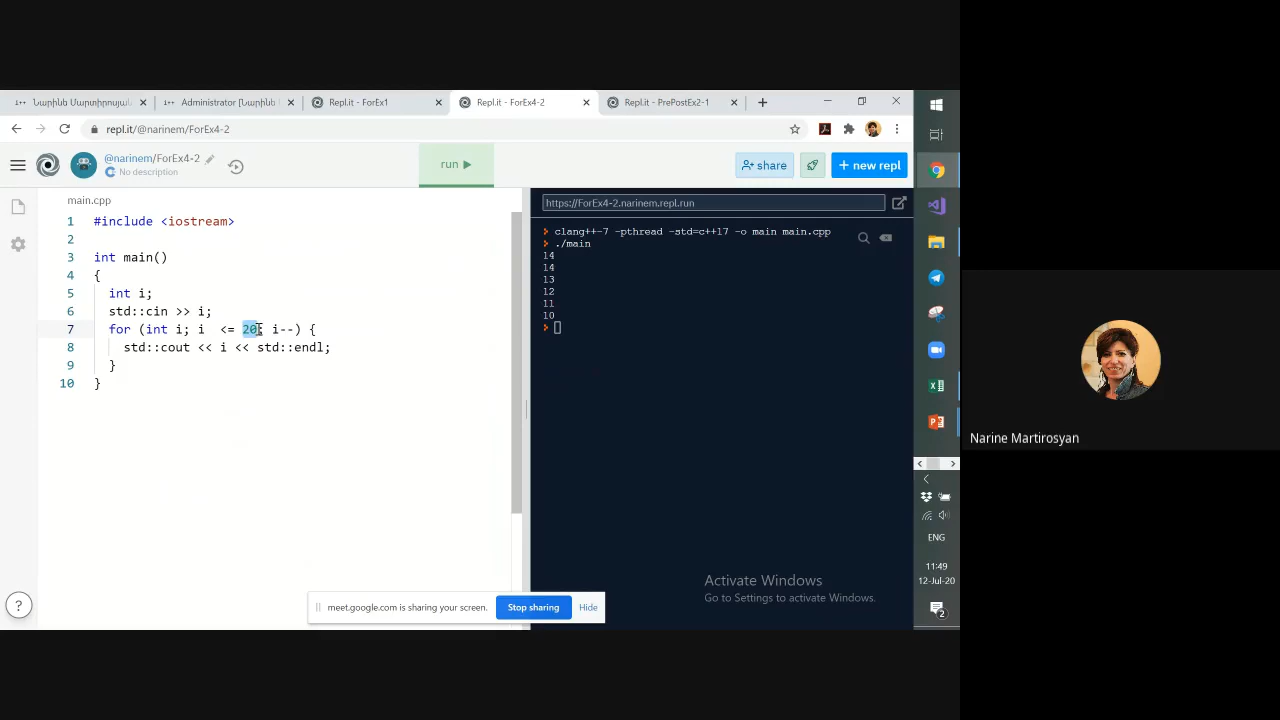 Նարինե Մարտիրոսյան
Administrator [Նարինե
Repl.it - ForEx1
Repl.it - ForEx4-2
Repl.it - PrePostEx2-1
repl.it/@narinem/ForEx4-2
@narinem/ForEx4-2
No description
run
share
+ new repl
main.cpp
1 #include <iostream>
2
3 int main()
4 {
5 int i;
6 std::cin >> i;
7 for (int i; i <= 20; i--) {
8 std::cout << i << std::endl;
9 }
10 }
https://ForEx4-2.narinem.repl.run
clang++-7 -pthread -std=c++17 -o main main.cpp
./main
14
14
13
12
11
10
Activate Windows
Go to Settings to activate Windows.
meet.google.com is sharing your screen.
Stop sharing
Hide
?
ENG
11:49
12-Jul-20
2
Narine Martirosyan